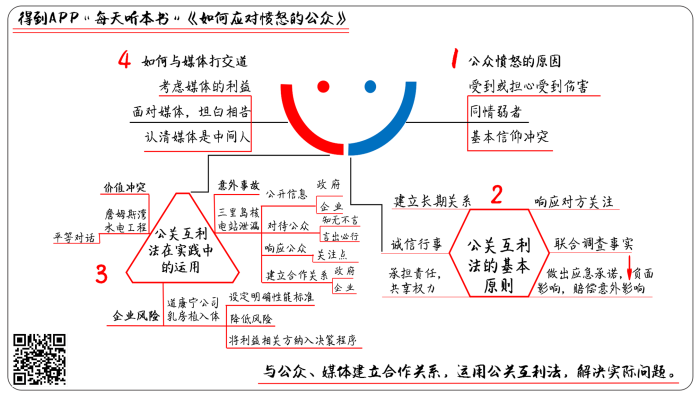 得到APP“每天听本书”《如何应对愤怒的公众》
4 如何与媒体打交道
考虑媒体的利益
面对媒体，坦白相告
认清媒体是中间人
1 公众愤怒的原因
受到或担心受到伤害
同情弱者
基本信仰冲突
2
建立长期关系
响应对方关注
诚信行事
公关互利
法的基本
原则
联合调查事实
承担责任，
共享权力
做出应急承诺，负面
影响，赔偿意外影响
3
公关互利
法在实践中
的运用
价值冲突
詹姆斯湾
水电工程
平等对话
意外事故
三里岛核
电站泄漏
公开信息
政府
企业
对待公众
知无不言
言出必行
响应公众
关注点
建立合作关系
政府
企业
企业风险
道康宁公司
乳房植入体
设定明确性能标准
降低风险
将利益相关方纳入决策程序
与公众、媒体建立合作关系，运用公关互利法，解决实际问题。